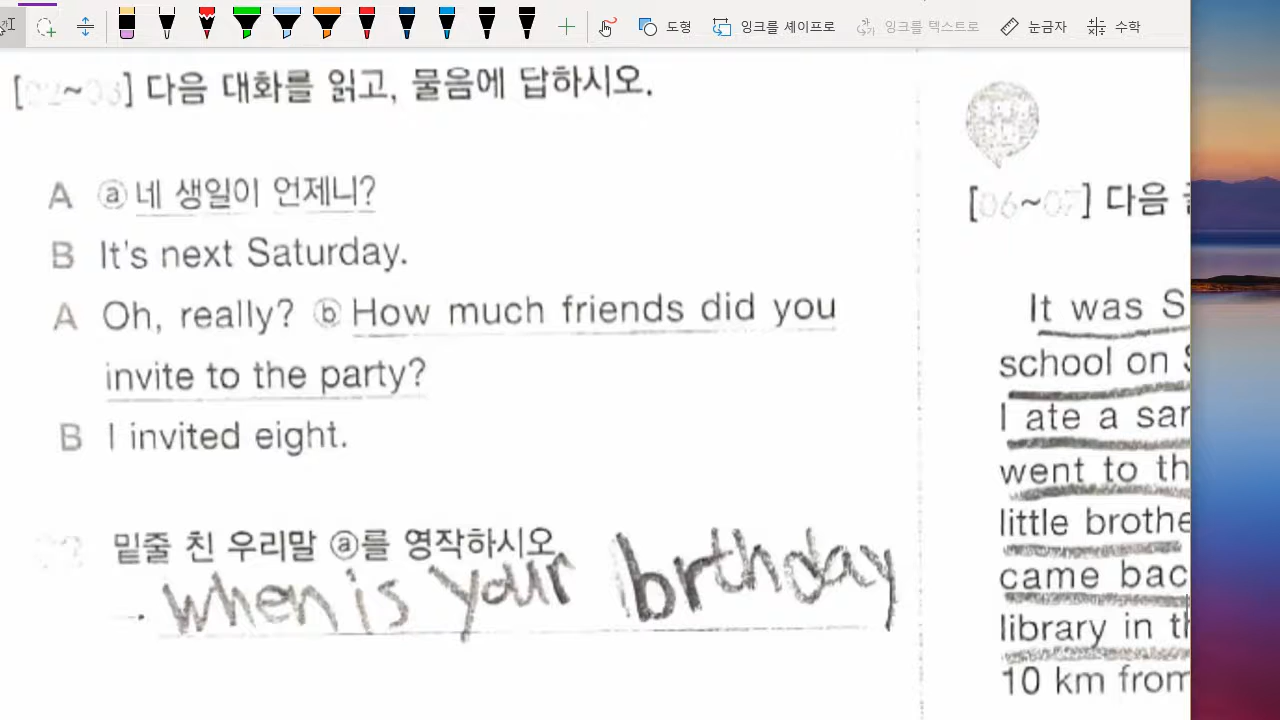 도형
잉크를 셰이프로
잉크를 텍스트로
눈금자
수학
[02~03] 다음 대화를 읽고, 물음에 답하시오.
A ⓐ 네 생일이 언제니?
B It's next Saturday.
A Oh, really? ⓑ How much friends did you
invite to the party?
B I invited eight.
밑줄 친 우리말 ⓐ를 영작하시오.
when is your brthday
[06~07] 다음
It was S
school on S
I ate a sar
went to th
little brothe
came bac
library in th
10 km from